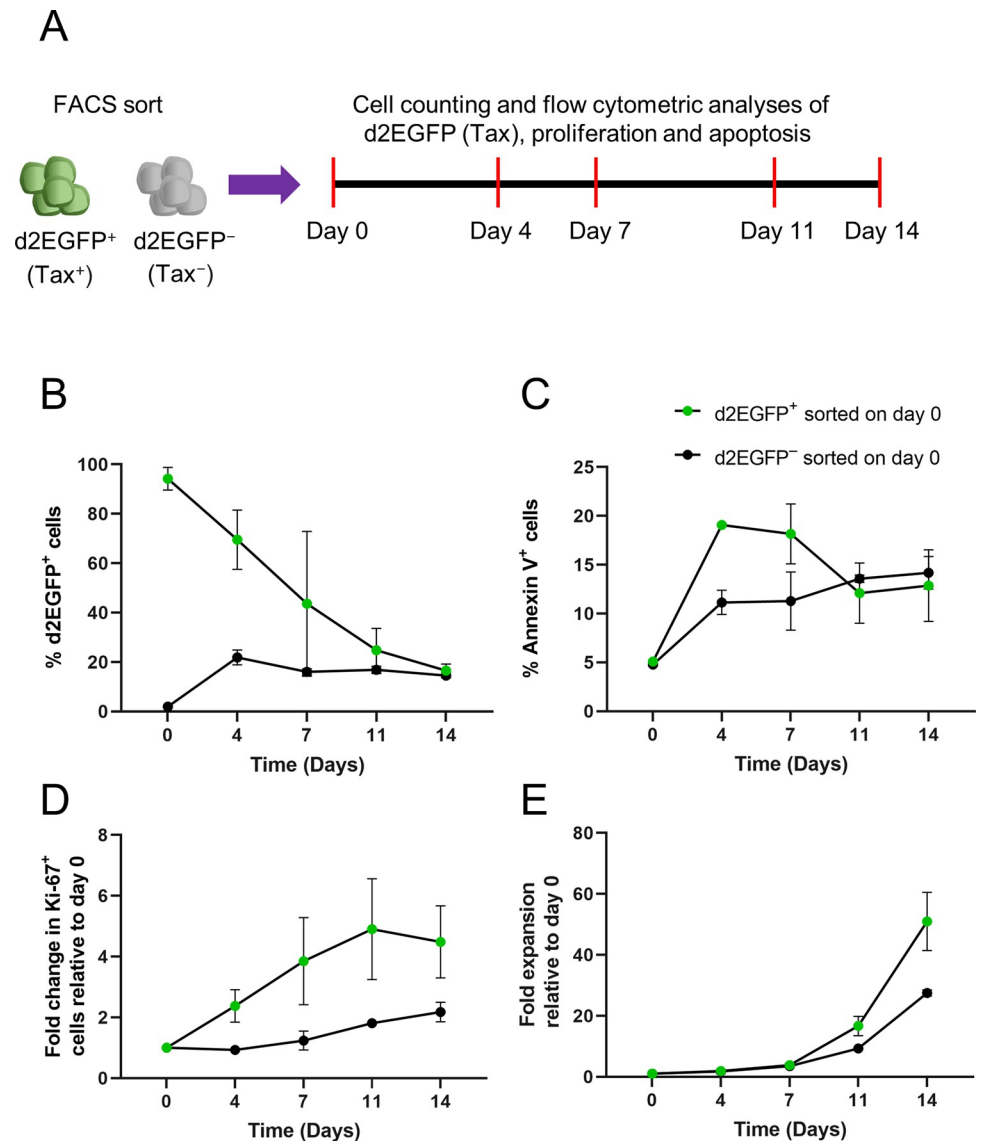 A
FACS sort
Cell counting and flow cytometric analyses of
d2EGFP (Tax), proliferation and apoptosis
d2EGFP⁺ d2EGFP⁻
(Tax⁺) (Tax⁻)
Day 0 Day 4 Day 7 Day 11 Day 14
B
% d2EGFP⁺ cells
100
80
60
40
20
0
0 4 7 11 14
Time (Days)
C
d2EGFP⁺ sorted on day 0
d2EGFP⁻ sorted on day 0
% Annexin V⁺ cells
25
20
15
10
5
0
0 4 7 11 14
Time (Days)
D
Fold change in Ki-67⁺
cells relative to day 0
8
6
4
2
0
0 4 7 11 14
Time (Days)
E
Fold expansion
relative to day 0
80
60
40
20
0
0 4 7 11 14
Time (Days)